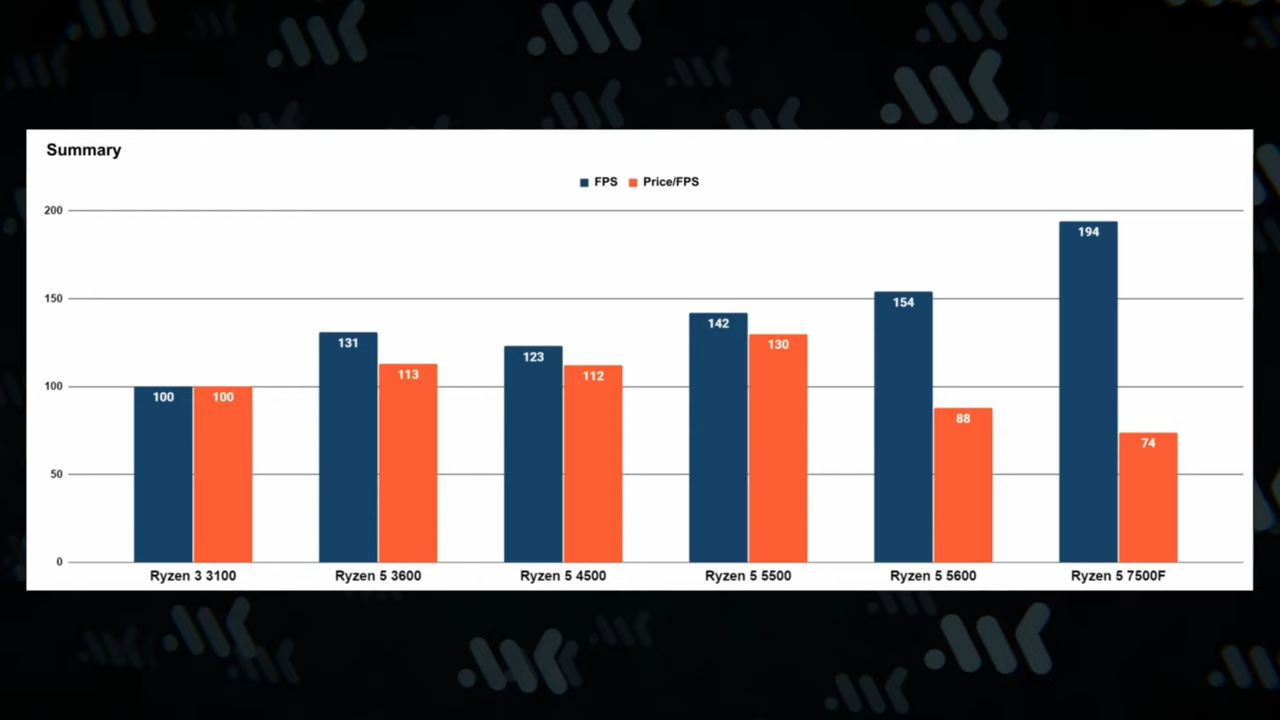 Summary
FPS Price/FPS
200
150
100
50
0
100 100 131 113 123 112 142 130 154 88 194 74
Ryzen 3 3100 Ryzen 5 3600 Ryzen 5 4500 Ryzen 5 5500 Ryzen 5 5600 Ryzen 5 7500F